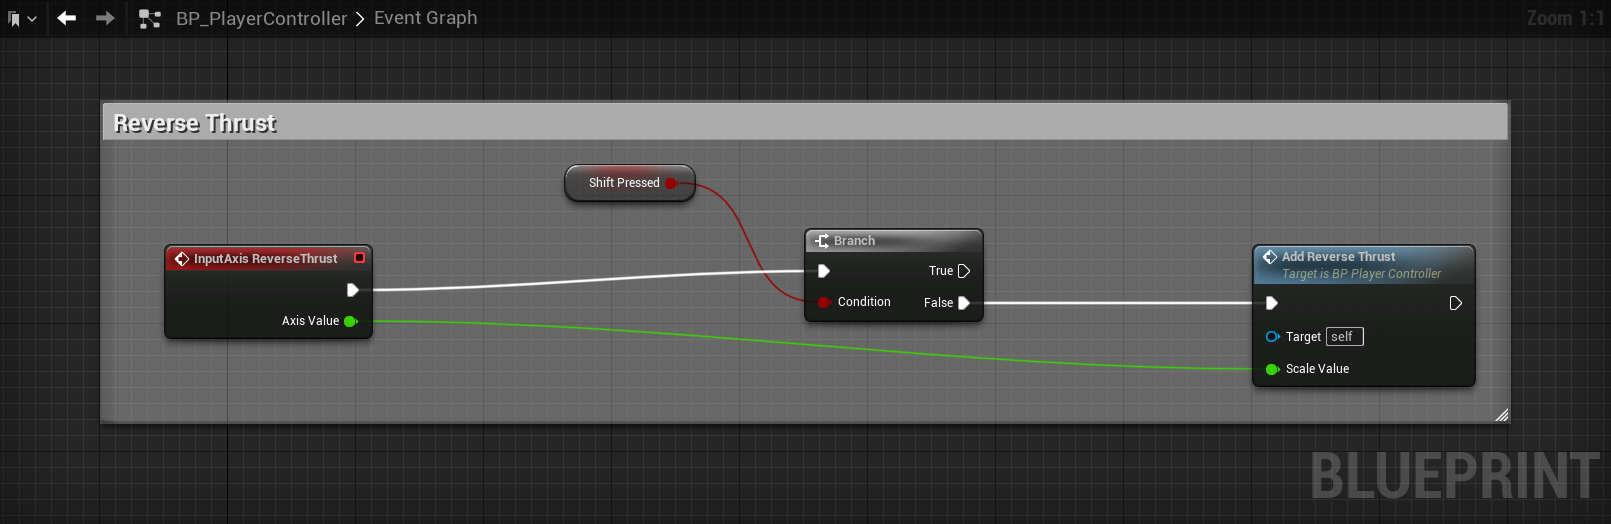 BP_PlayerController > Event Graph
Zoom 1:1
Reverse Thrust
Shift Pressed
InputAxis ReverseThrust
Axis Value
Branch
True
Condition
False
Add Reverse Thrust
Target is BP Player Controller
Target self
Scale Value
BLUEPRINT